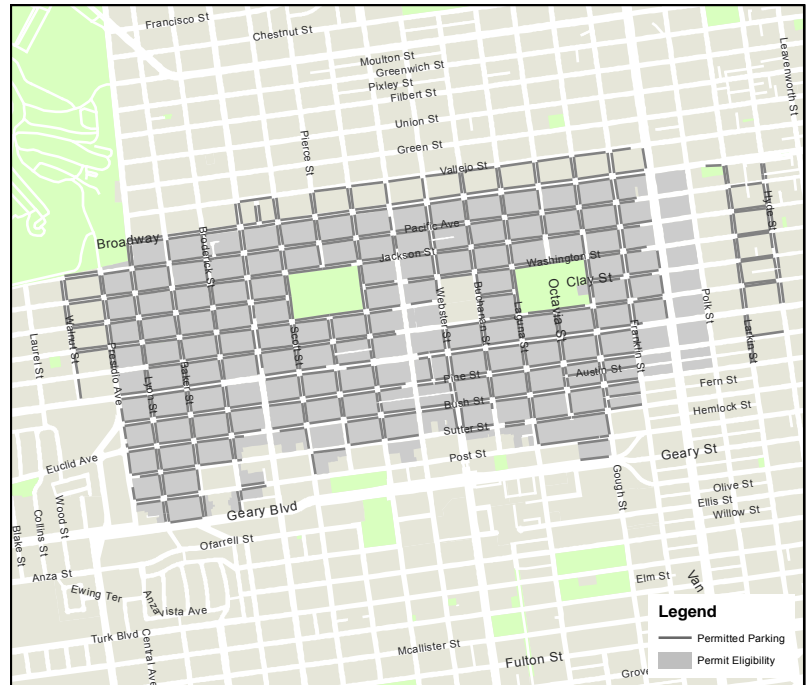 Francisco St
Chestnut St
Leavenworth St
Moulton St
Greenwich St
Pixley St
Filbert St
Union St
Pierce St
Green St
Vallejo St
Hyde St
Broadway
Broderick St
Pacific Ave
Jackson St
Washington St
Clay St
Octavia St
Webster St
Buchanan St
Laguna St
Polk St
Laurel St
Walnut St
Presidio Ave
Scott St
Franklin St
Larkin St
Lyon St
Baker St
Pine St
Austin St
Fern St
Bush St
Hemlock St
Sutter St
Post St
Geary St
Euclid Ave
Gough St
Wood St
Collins St
Blake St
Geary Blvd
Olive St
Ellis St
Willow St
Ofarrell St
Anza St
Ewing Ter
Anza
Vista Ave
Elm St
Van
Turk Blvd
Central Ave
Mcallister St
Fulton St
Grove
Legend
Permitted Parking
Permit Eligibility